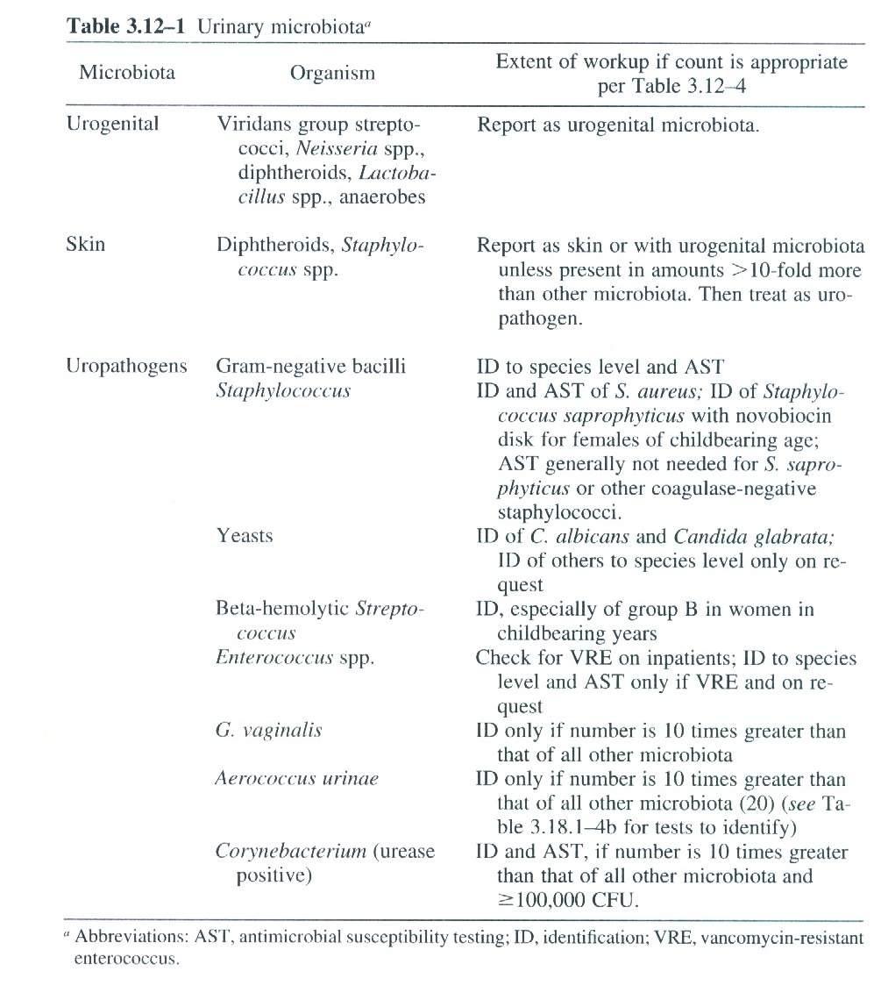 Table 3.12–1 Urinary microbiotaᵃ
Microbiota Organism Extent of workup if count is appropriate
per Table 3.12–4
Urogenital Viridans group strepto- Report as urogenital microbiota.
cocci, Neisseria spp.,
diphtheroids, Lactoba-
cillus spp., anaerobes
Skin Diphtheroids, Staphylo- Report as skin or with urogenital microbiota
coccus spp. unless present in amounts >10-fold more
than other microbiota. Then treat as uro-
pathogen.
Uropathogens Gram-negative bacilli ID to species level and AST
Staphylococcus ID and AST of S. aureus; ID of Staphylo-
coccus saprophyticus with novobiocin
disk for females of childbearing age;
AST generally not needed for S. sapro-
phyticus or other coagulase-negative
staphylococci.
Yeasts ID of C. albicans and Candida glabrata;
ID of others to species level only on re-
quest
Beta-hemolytic Strepto- ID, especially of group B in women in
coccus childbearing years
Enterococcus spp. Check for VRE on inpatients; ID to species
level and AST only if VRE and on re-
quest
G. vaginalis ID only if number is 10 times greater than
that of all other microbiota
Aerococcus urinae ID only if number is 10 times greater than
that of all other microbiota (20) (see Ta-
ble 3.18.1–4b for tests to identify)
Corynebacterium (urease ID and AST, if number is 10 times greater
positive) than that of all other microbiota and
≥100,000 CFU.
ᵃ Abbreviations: AST, antimicrobial susceptibility testing; ID, identification; VRE, vancomycin-resistant
enterococcus.